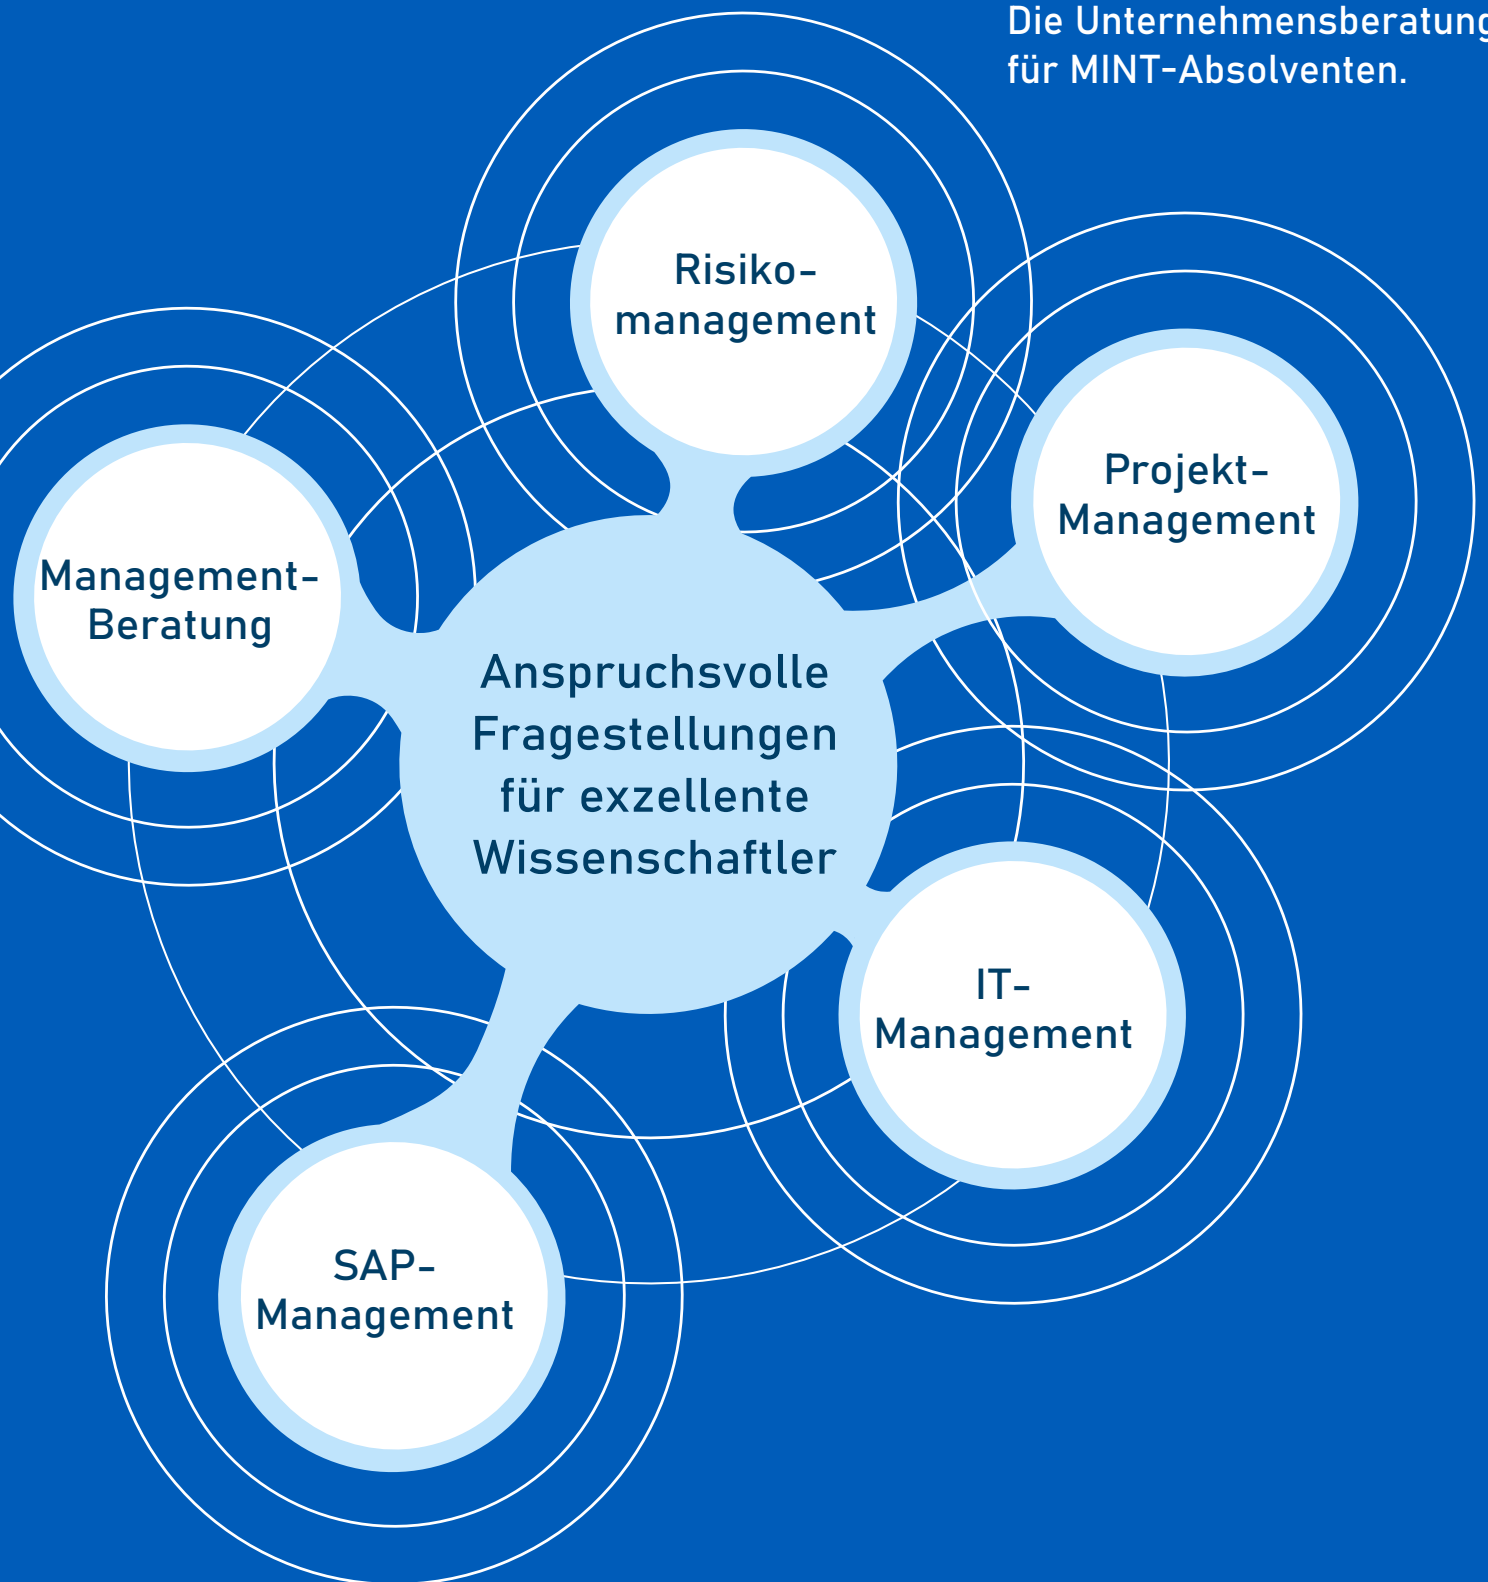 Die Unternehmensberatung
für MINT-Absolventen.
Risiko-
management
Projekt-
Management
Management-
Beratung
Anspruchsvolle
Fragestellungen
für exzellente
Wissenschaftler
IT-
Management
SAP-
Management